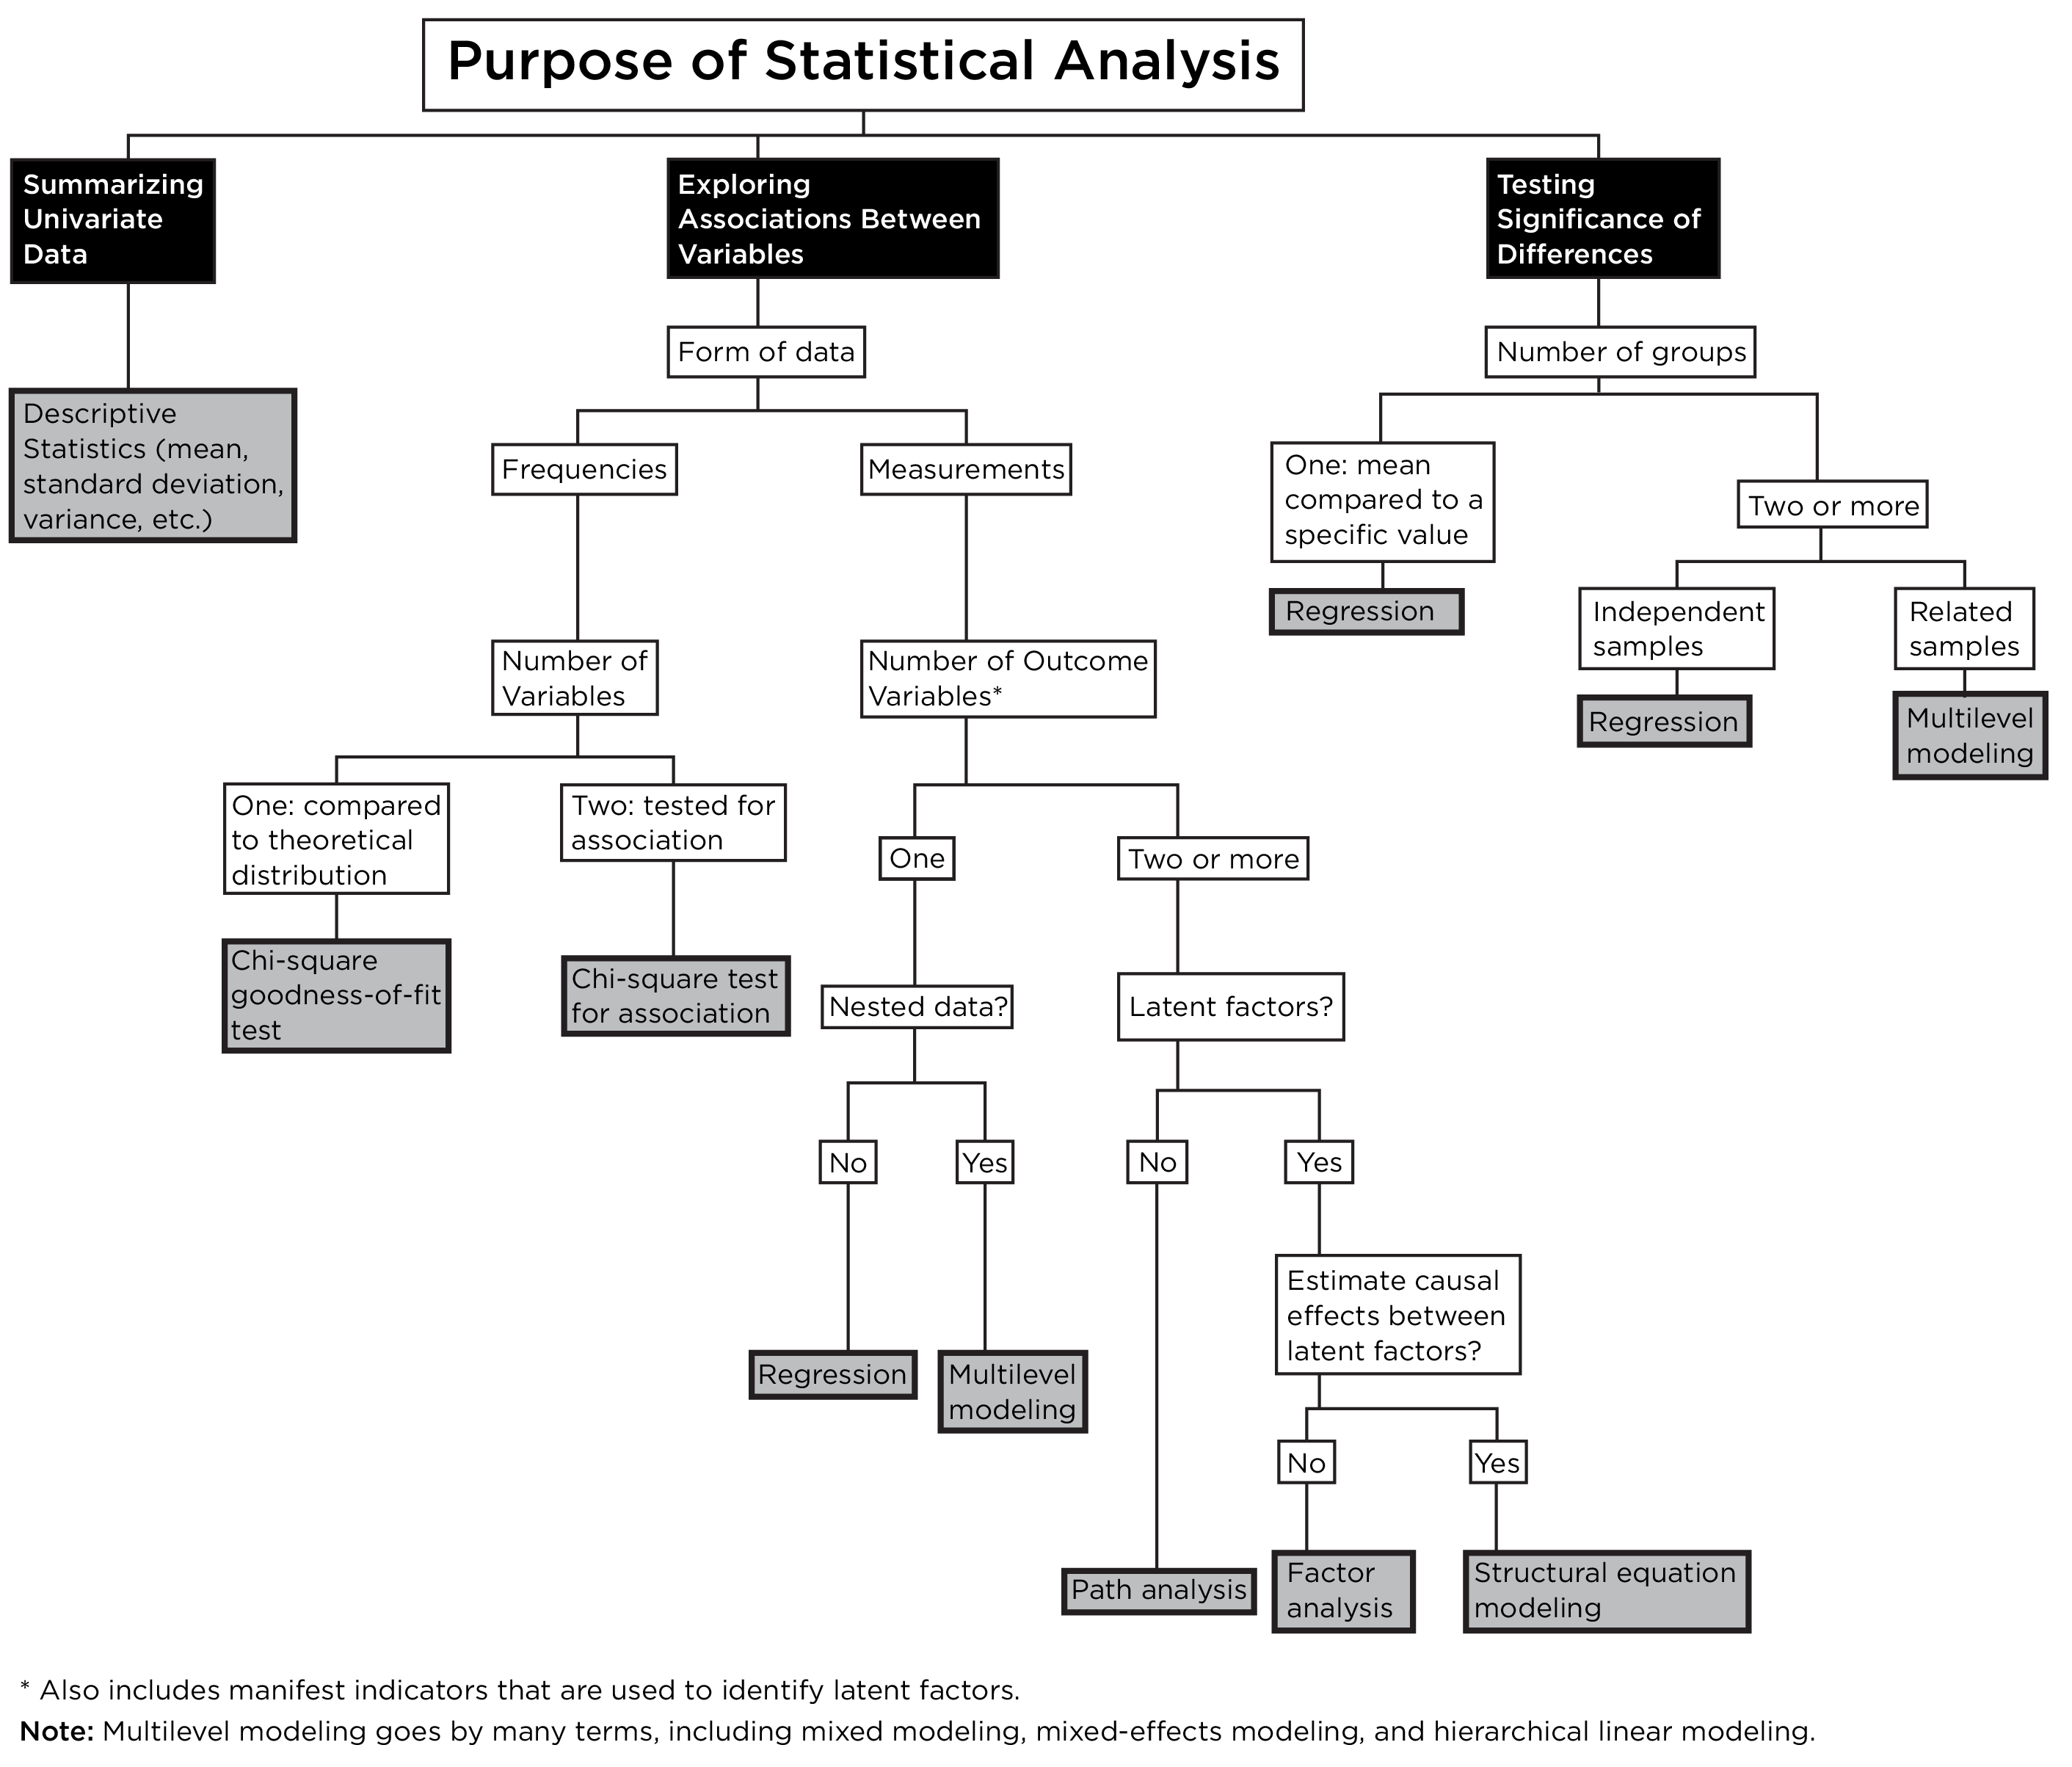 Purpose of Statistical Analysis
Summarizing
Univariate
Data
Exploring
Associations Between
Variables
Testing
Significance of
Differences
Descriptive
Statistics (mean,
standard deviation,
variance, etc.)
Form of data
Frequencies
Measurements
Number of
Variables
Number of Outcome
Variables*
One: compared
to theoretical
distribution
Two: tested for
association
Chi-square
goodness-of-fit
test
Chi-square test
for association
One
Two or more
Nested data?
Latent factors?
No
Yes
No
Yes
Regression
Multilevel
modeling
Estimate causal
effects between
latent factors?
No
Yes
Path analysis
Factor
analysis
Structural equation
modeling
Number of groups
One: mean
compared to a
specific value
Two or more
Regression
Independent
samples
Related
samples
Regression
Multilevel
modeling
* Also includes manifest indicators that are used to identify latent factors.
Note: Multilevel modeling goes by many terms, including mixed modeling, mixed-effects modeling, and hierarchical linear modeling.